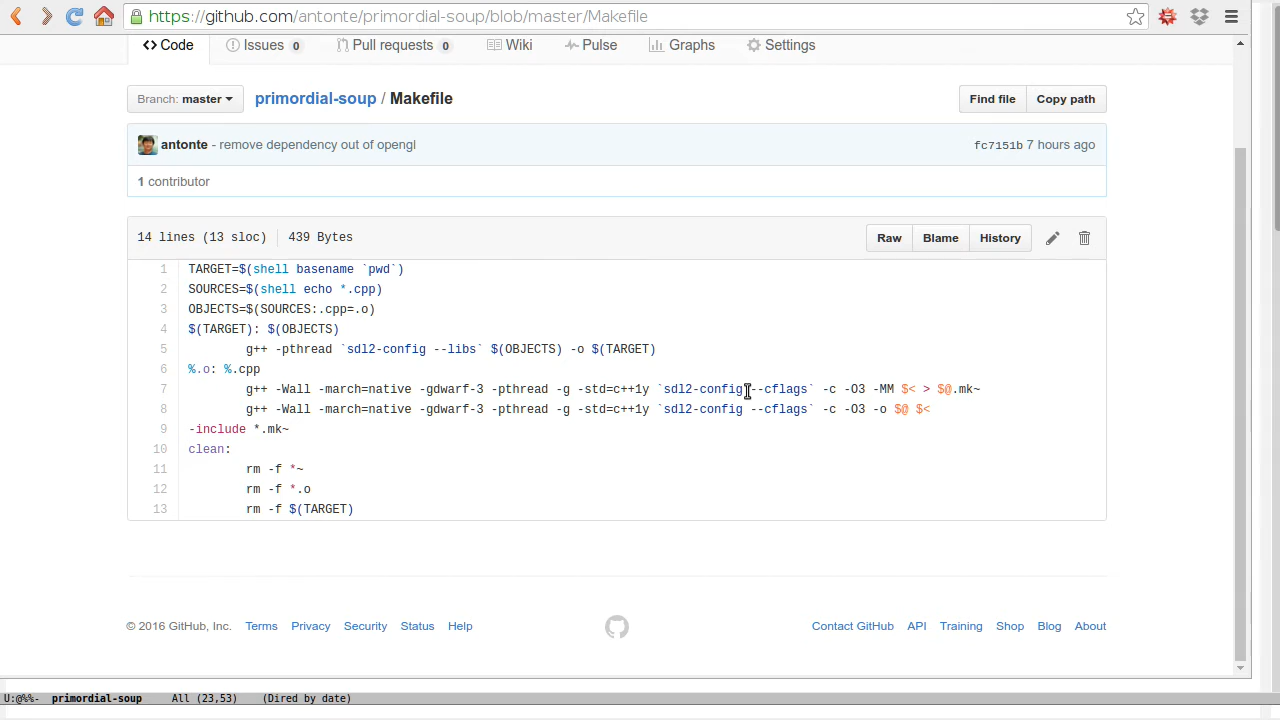 https://github.com/antonte/primordial-soup/blob/master/Makefile
<> Code Issues 0 Pull requests 0 Wiki Pulse Graphs Settings
Branch: master primordial-soup / Makefile Find file Copy path
antonte - remove dependency out of opengl fc7151b 7 hours ago
1 contributor
14 lines (13 sloc) 439 Bytes Raw Blame History
1 TARGET=$(shell basename `pwd`)
2 SOURCES=$(shell echo *.cpp)
3 OBJECTS=$(SOURCES:.cpp=.o)
4 $(TARGET): $(OBJECTS)
5 g++ -pthread `sdl2-config --libs` $(OBJECTS) -o $(TARGET)
6 %.o: %.cpp
7 g++ -Wall -march=native -gdwarf-3 -pthread -g -std=c++1y `sdl2-config --cflags` -c -O3 -MM $< > $@.mk~
8 g++ -Wall -march=native -gdwarf-3 -pthread -g -std=c++1y `sdl2-config --cflags` -c -O3 -o $@ $<
9 -include *.mk~
10 clean:
11 rm -f *~
12 rm -f *.o
13 rm -f $(TARGET)
© 2016 GitHub, Inc. Terms Privacy Security Status Help Contact GitHub API Training Shop Blog About
U:@%%- primordial-soup All (23,53) (Dired by date)